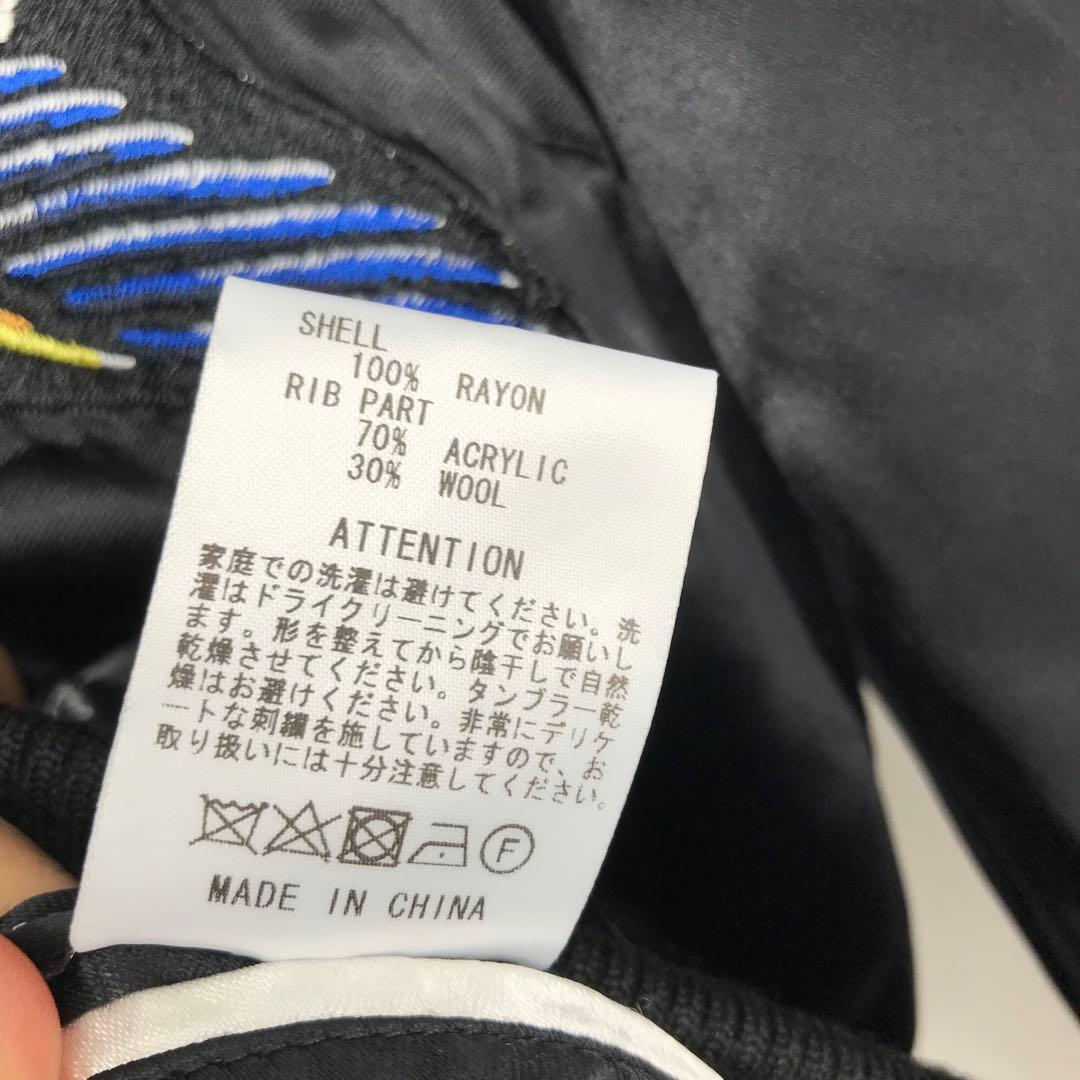 SHELL
100% RAYON
RIB PART
70% ACRYLIC
30% WOOL
ATTENTION
家庭での洗濯は避けてください。洗
濯はドライクリーニングでお願いし
ます。形を整えてから陰干しで自然
乾燥させてください。タンブラー乾
燥はお避けください。非常にデリケ
ートな刺繍を施していますので、お
取り扱いには十分注意してください。
F
MADE IN CHINA